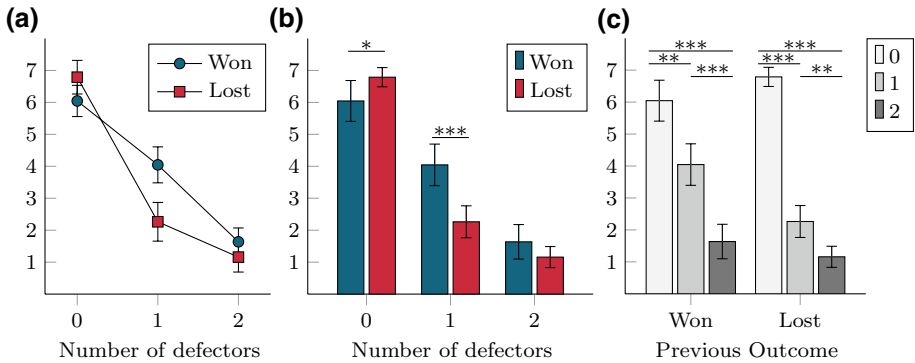 (a)
7
6
5
4
3
2
1
0 1 2
Number of defectors
Won
Lost
(b)
7
6
5
4
3
2
1
0 1 2
Number of defectors
*
***
Won
Lost
(c)
7
6
5
4
3
2
1
Won Lost
Previous Outcome
*** ***
** *** *** **
0
1
2